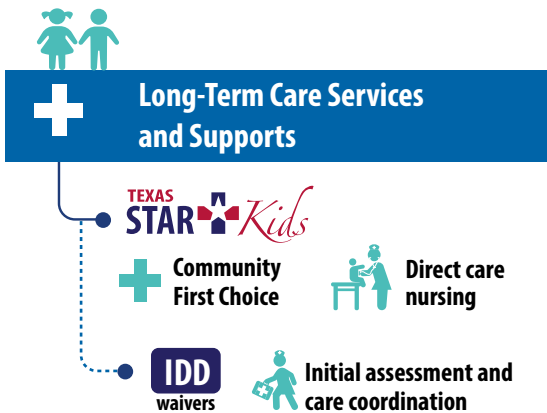 Long-Term Care Services
and Supports
TEXAS
STAR Kids
Community
First Choice
Direct care
nursing
IDD
waivers
Initial assessment and
care coordination